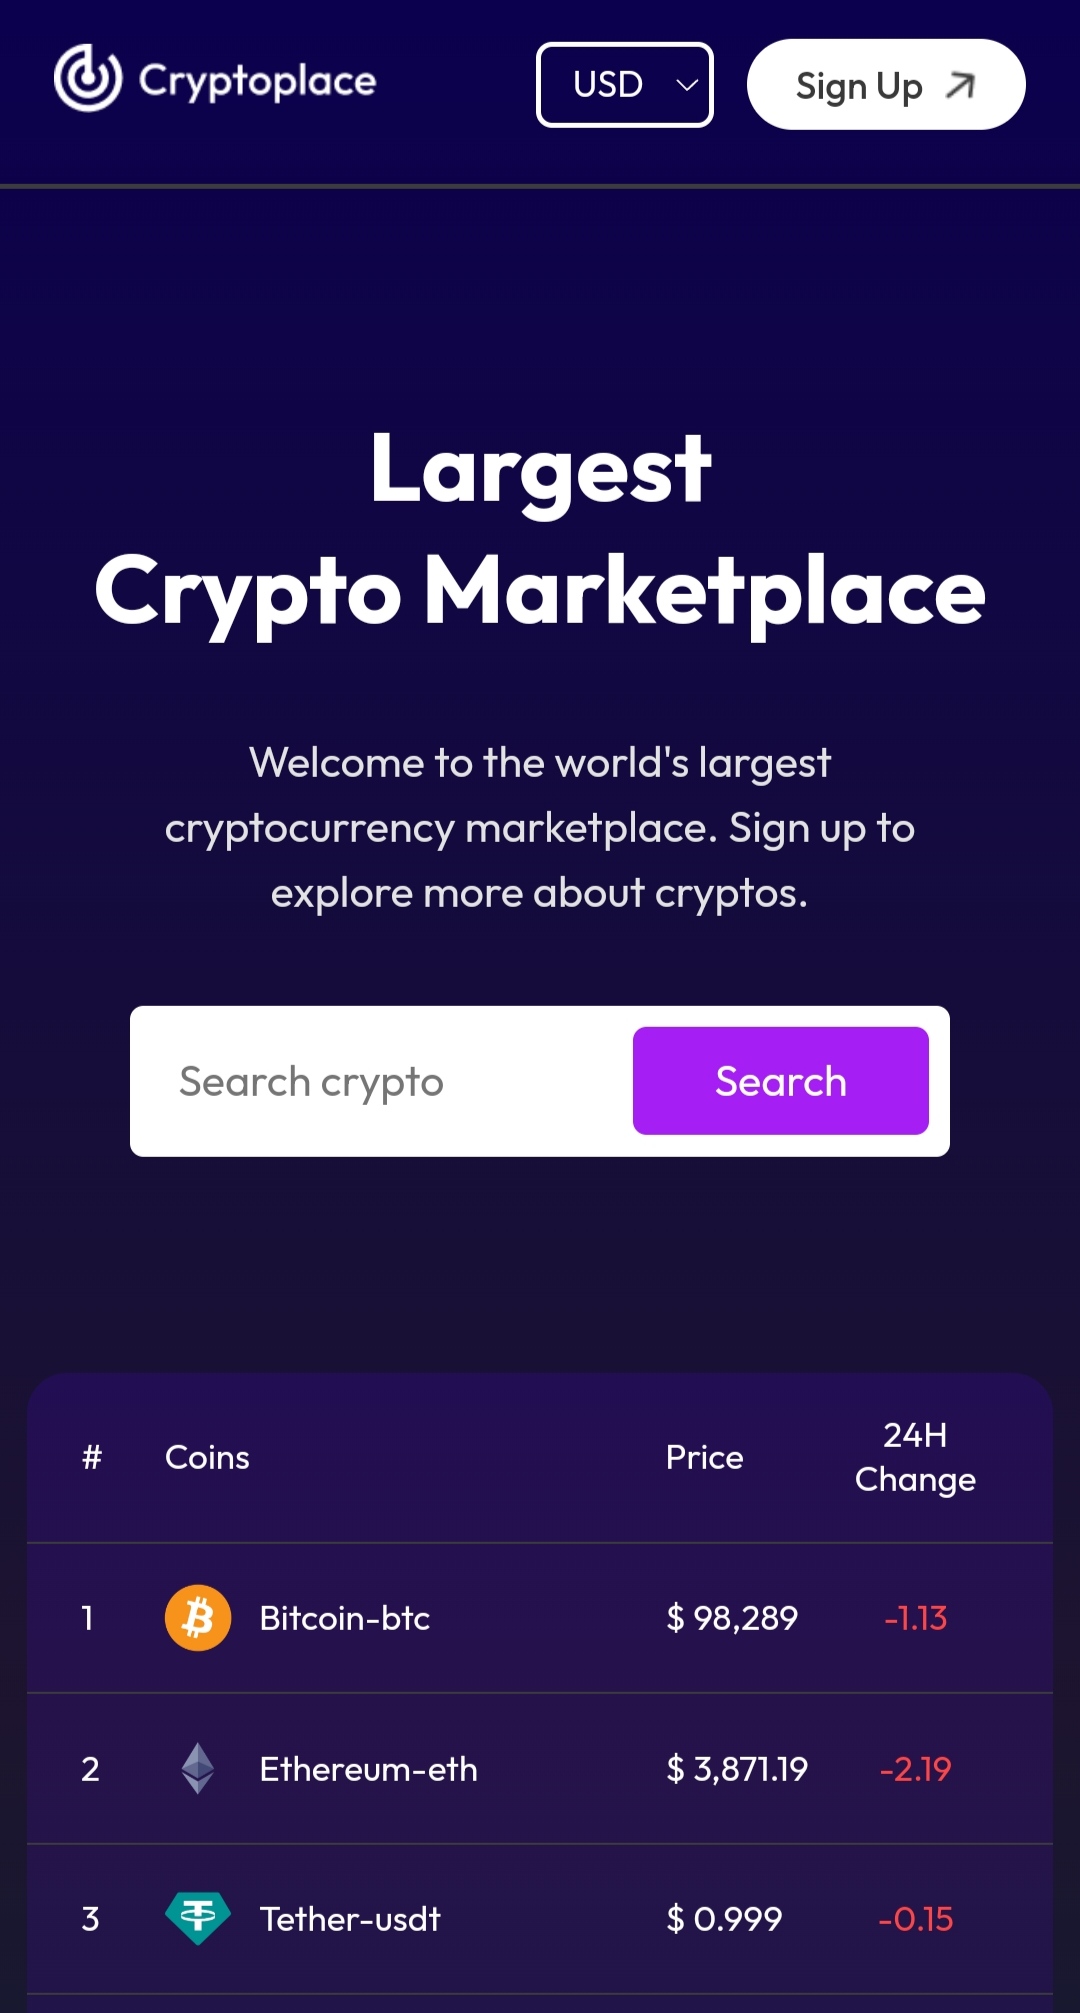 Cryptoplace
USD
Sign Up
Largest
Crypto Marketplace
Welcome to the world's largest
cryptocurrency marketplace. Sign up to
explore more about cryptos.
Search crypto
Search
# Coins Price 24H Change
1 Bitcoin-btc $ 98,289 -1.13
2 Ethereum-eth $ 3,871.19 -2.19
3 Tether-usdt $ 0.999 -0.15